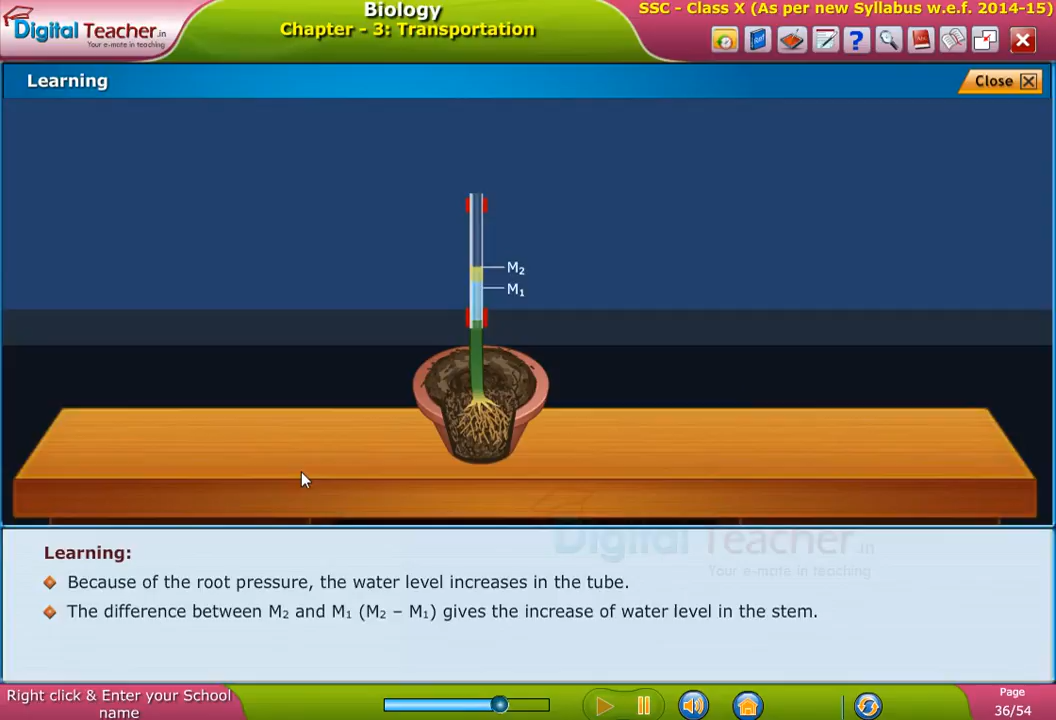 Digital Teacher.in
Your e-mate in teaching
Biology
Chapter - 3: Transportation
SSC - Class X (As per new Syllabus w.e.f. 2014-15)
Learning
Close
M₂
M₁
Digital Teacher.in
Your e-mate in teaching
Learning:
Because of the root pressure, the water level increases in the tube.
The difference between M₂ and M₁ (M₂ – M₁) gives the increase of water level in the stem.
Right click & Enter your School
name
Page
36/54